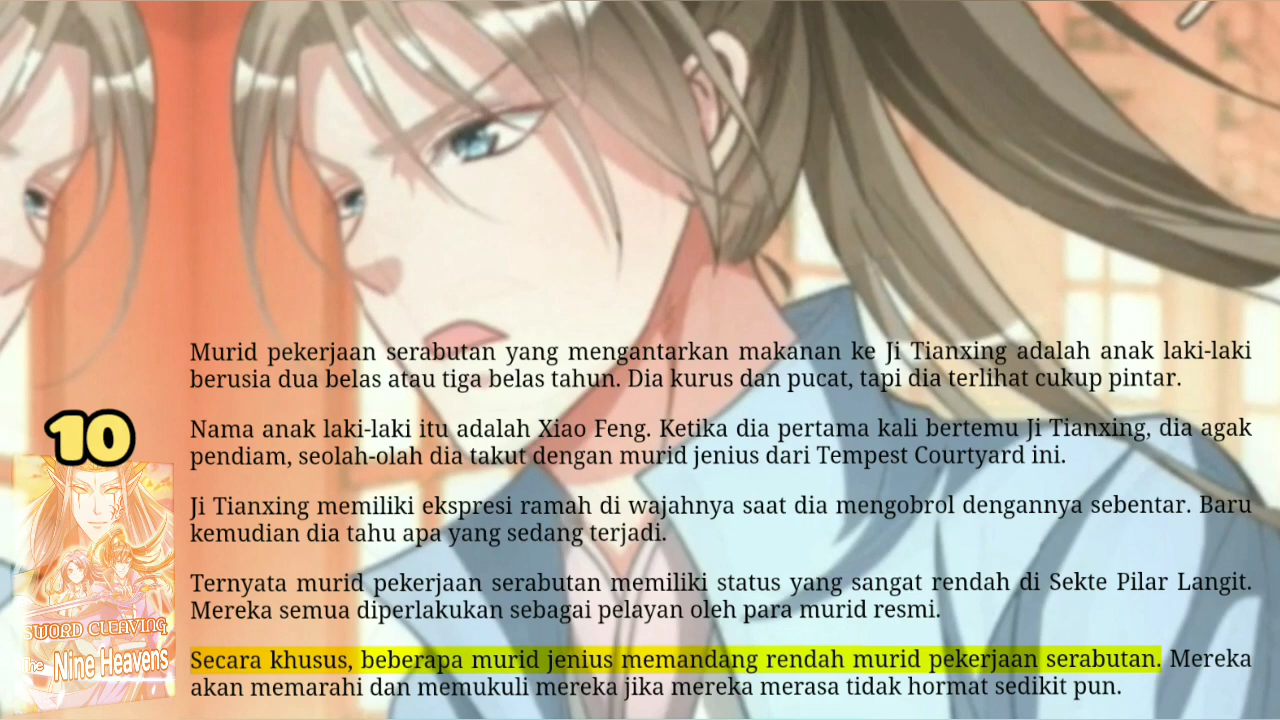 Murid pekerjaan serabutan yang mengantarkan makanan ke Ji Tianxing adalah anak laki-laki
berusia dua belas atau tiga belas tahun. Dia kurus dan pucat, tapi dia terlihat cukup pintar.
Nama anak laki-laki itu adalah Xiao Feng. Ketika dia pertama kali bertemu Ji Tianxing, dia agak
pendiam, seolah-olah dia takut dengan murid jenius dari Tempest Courtyard ini.
Ji Tianxing memiliki ekspresi ramah di wajahnya saat dia mengobrol dengannya sebentar. Baru
kemudian dia tahu apa yang sedang terjadi.
Ternyata murid pekerjaan serabutan memiliki status yang sangat rendah di Sekte Pilar Langit.
Mereka semua diperlakukan sebagai pelayan oleh para murid resmi.
Secara khusus, beberapa murid jenius memandang rendah murid pekerjaan serabutan. Mereka
akan memarahi dan memukuli mereka jika mereka merasa tidak hormat sedikit pun.
10
SWORD CLEAVING
The Nine Heavens